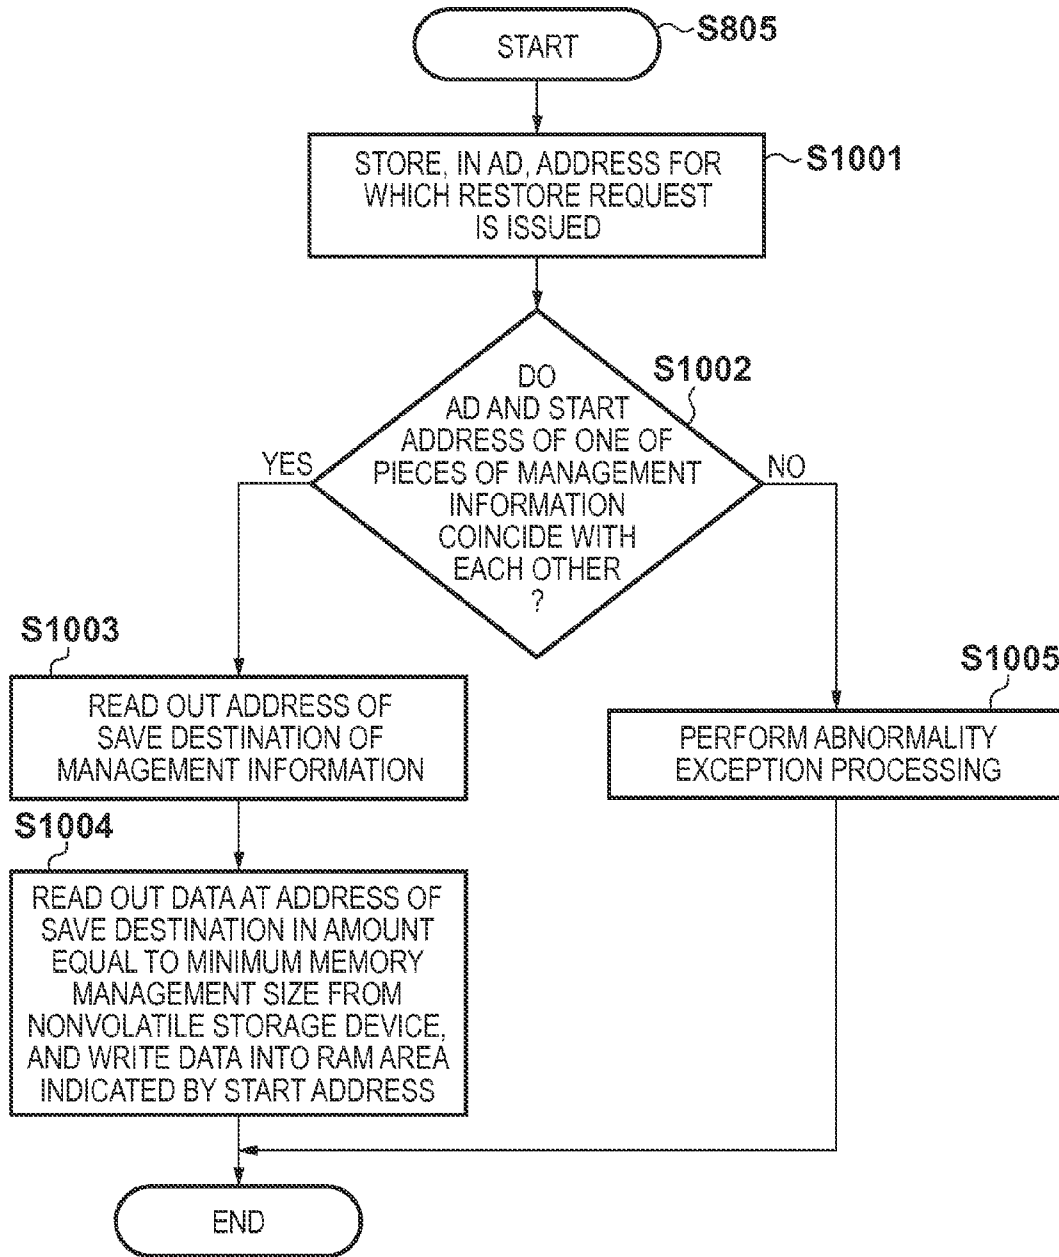 START
S805
STORE, IN AD, ADDRESS FOR
WHICH RESTORE REQUEST
IS ISSUED
S1001
DO
AD AND START
ADDRESS OF ONE OF
PIECES OF MANAGEMENT
INFORMATION
COINCIDE WITH
EACH OTHER
?
S1002
YES
NO
S1003
READ OUT ADDRESS OF
SAVE DESTINATION OF
MANAGEMENT INFORMATION
S1005
PERFORM ABNORMALITY
EXCEPTION PROCESSING
S1004
READ OUT DATA AT ADDRESS OF
SAVE DESTINATION IN AMOUNT
EQUAL TO MINIMUM MEMORY
MANAGEMENT SIZE FROM
NONVOLATILE STORAGE DEVICE,
AND WRITE DATA INTO RAM AREA
INDICATED BY START ADDRESS
END